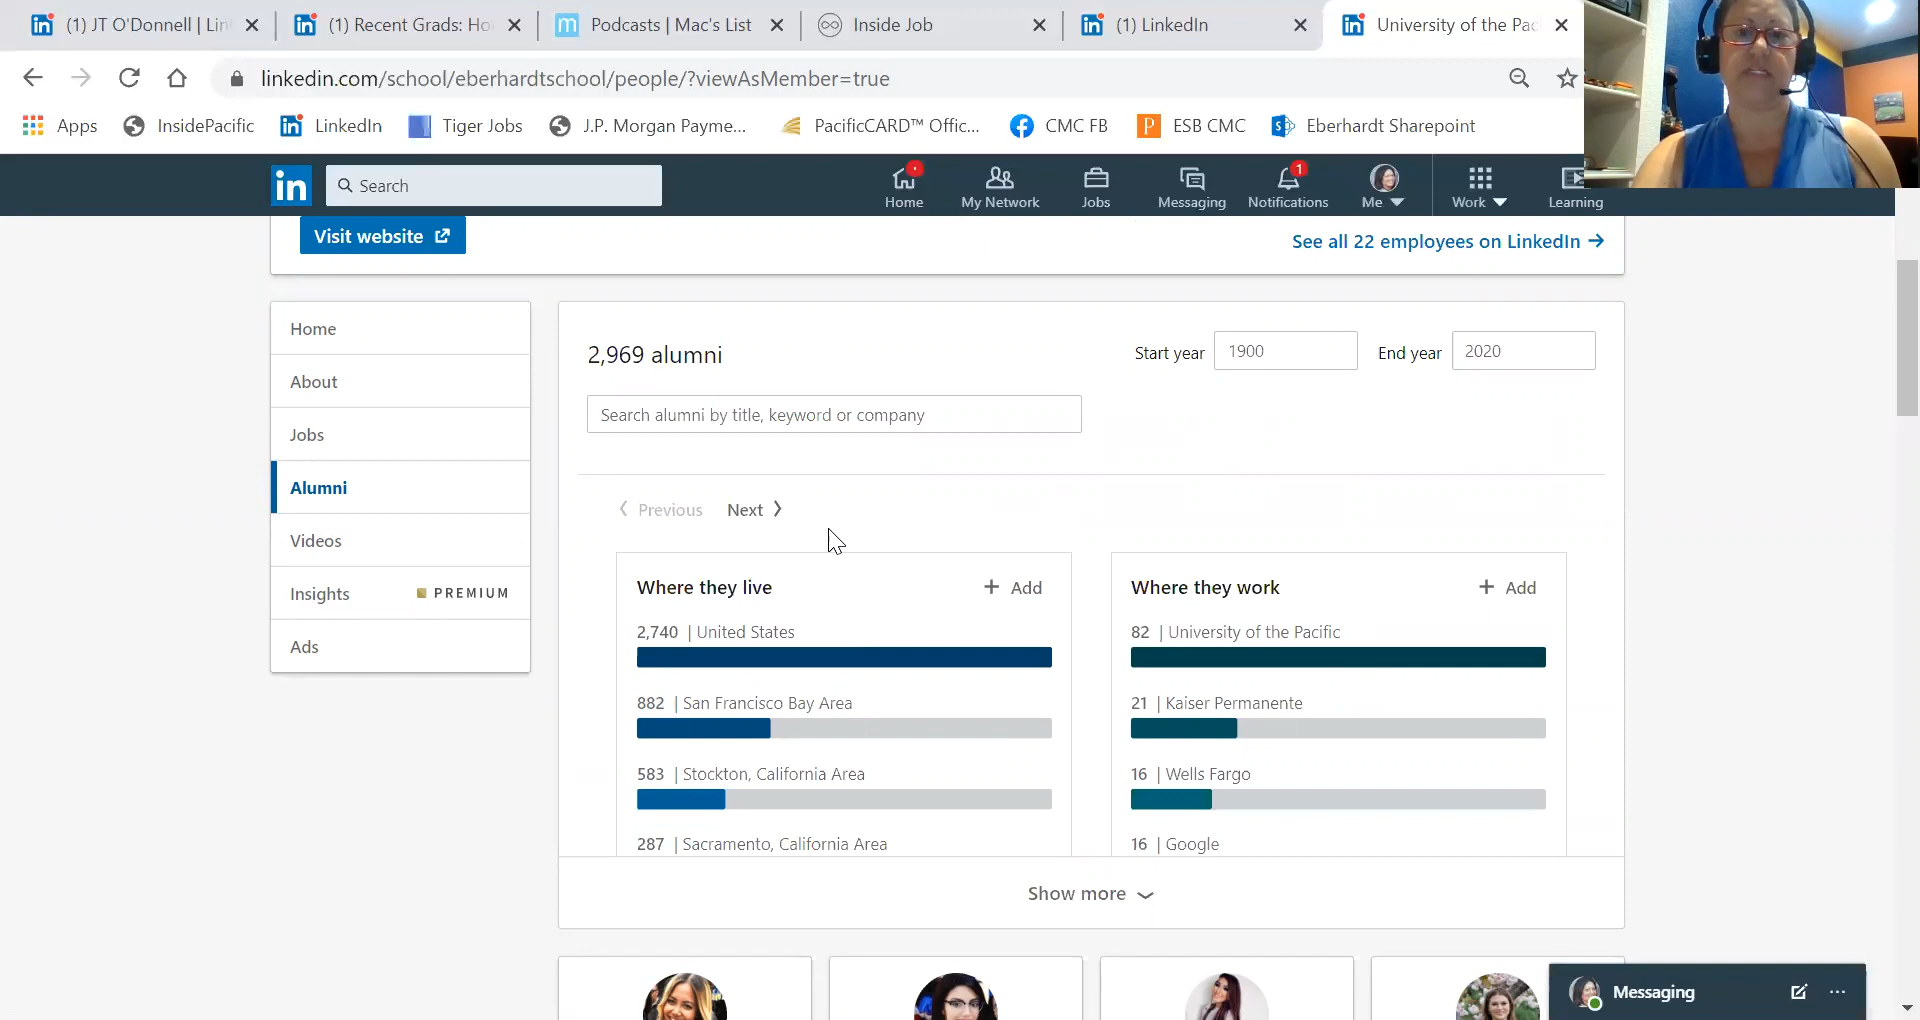 (1) JT O'Donnell | Lin
(1) Recent Grads: Ho
Podcasts | Mac's List
Inside Job
(1) LinkedIn
University of the Pac
linkedin.com/school/eberhardtschool/people/?viewAsMember=true
Apps
InsidePacific
LinkedIn
Tiger Jobs
J.P. Morgan Payme...
PacificCARD™ Offic...
CMC FB
ESB CMC
Eberhardt Sharepoint
in
Search
Home
My Network
Jobs
Messaging
1
Notifications
Me
Work
Learning
Visit website
See all 22 employees on LinkedIn
Home
About
Jobs
Alumni
Videos
Insights
PREMIUM
Ads
2,969 alumni
Start year
1900
End year
2020
Search alumni by title, keyword or company
Previous
Next
Where they live
+ Add
2,740 | United States
882 | San Francisco Bay Area
583 | Stockton, California Area
287 | Sacramento, California Area
Where they work
+ Add
82 | University of the Pacific
21 | Kaiser Permanente
16 | Wells Fargo
16 | Google
Show more
Messaging